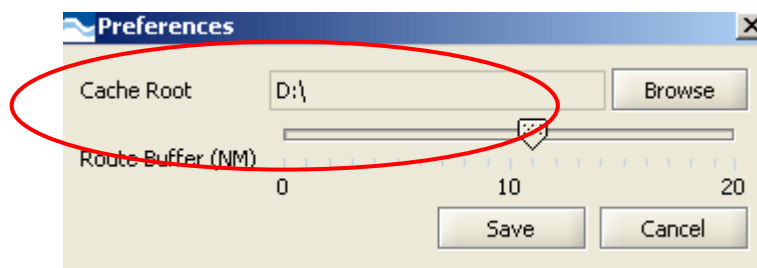 Preferences
Cache Root D:\ Browse
Route Buffer (NM)
0 10 20
Save Cancel